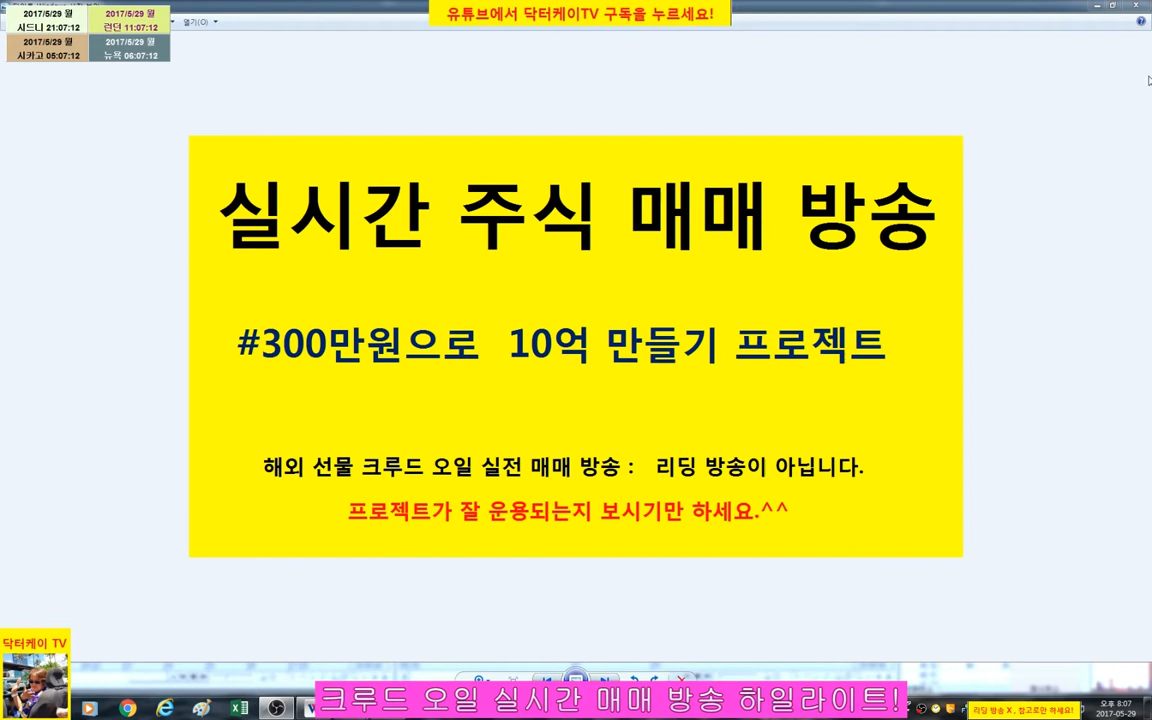 유튜브에서 닥터케이TV 구독을 누르세요!
2017/5/29 월
시드니 21:07:12
2017/5/29 월
런던 11:07:12
2017/5/29 월
시카고 05:07:12
2017/5/29 월
뉴욕 06:07:12
열기(O)
실시간 주식 매매 방송
#300만원으로 10억 만들기 프로젝트
해외 선물 크루드 오일 실전 매매 방송 : 리딩 방송이 아닙니다.
프로젝트가 잘 운용되는지 보시기만 하세요.^^
닥터케이 TV
크루드 오일 실시간 매매 방송 하일라이트!
리딩 방송 X , 참고로만 하세요!
오후 8:07
2017-05-29